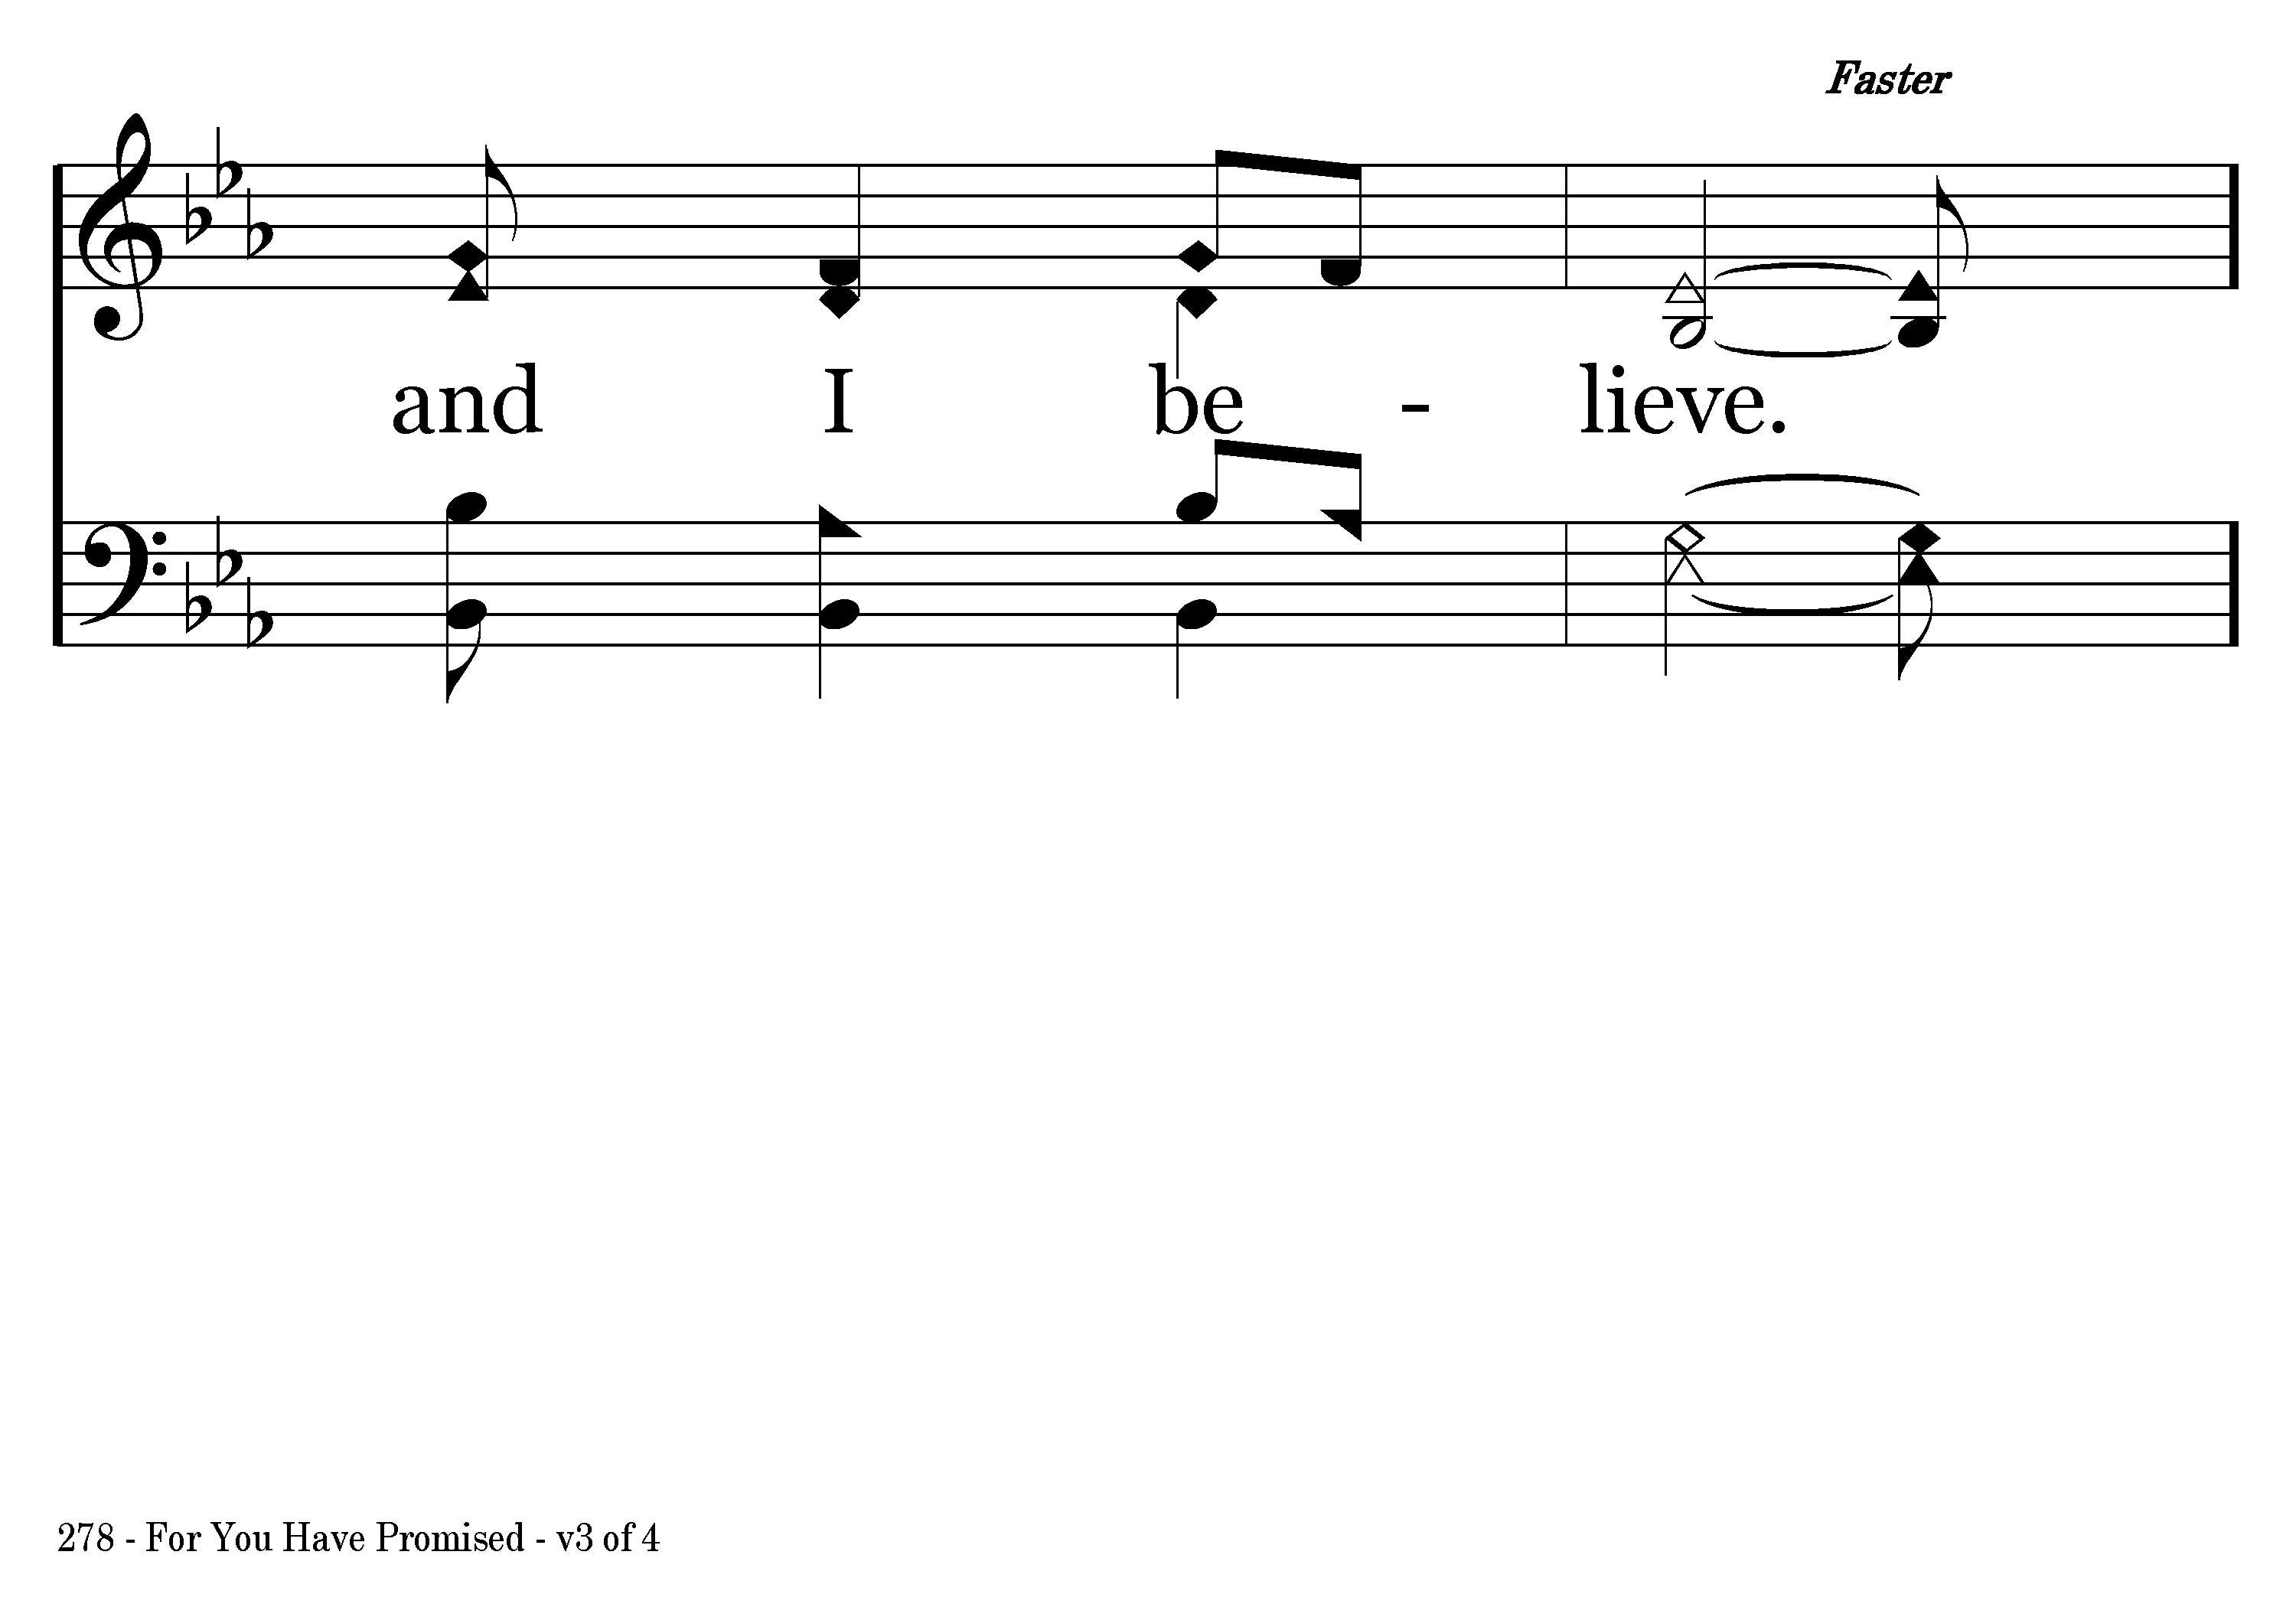 Faster
and I be - lieve.
278 - For You Have Promised - v3 of 4